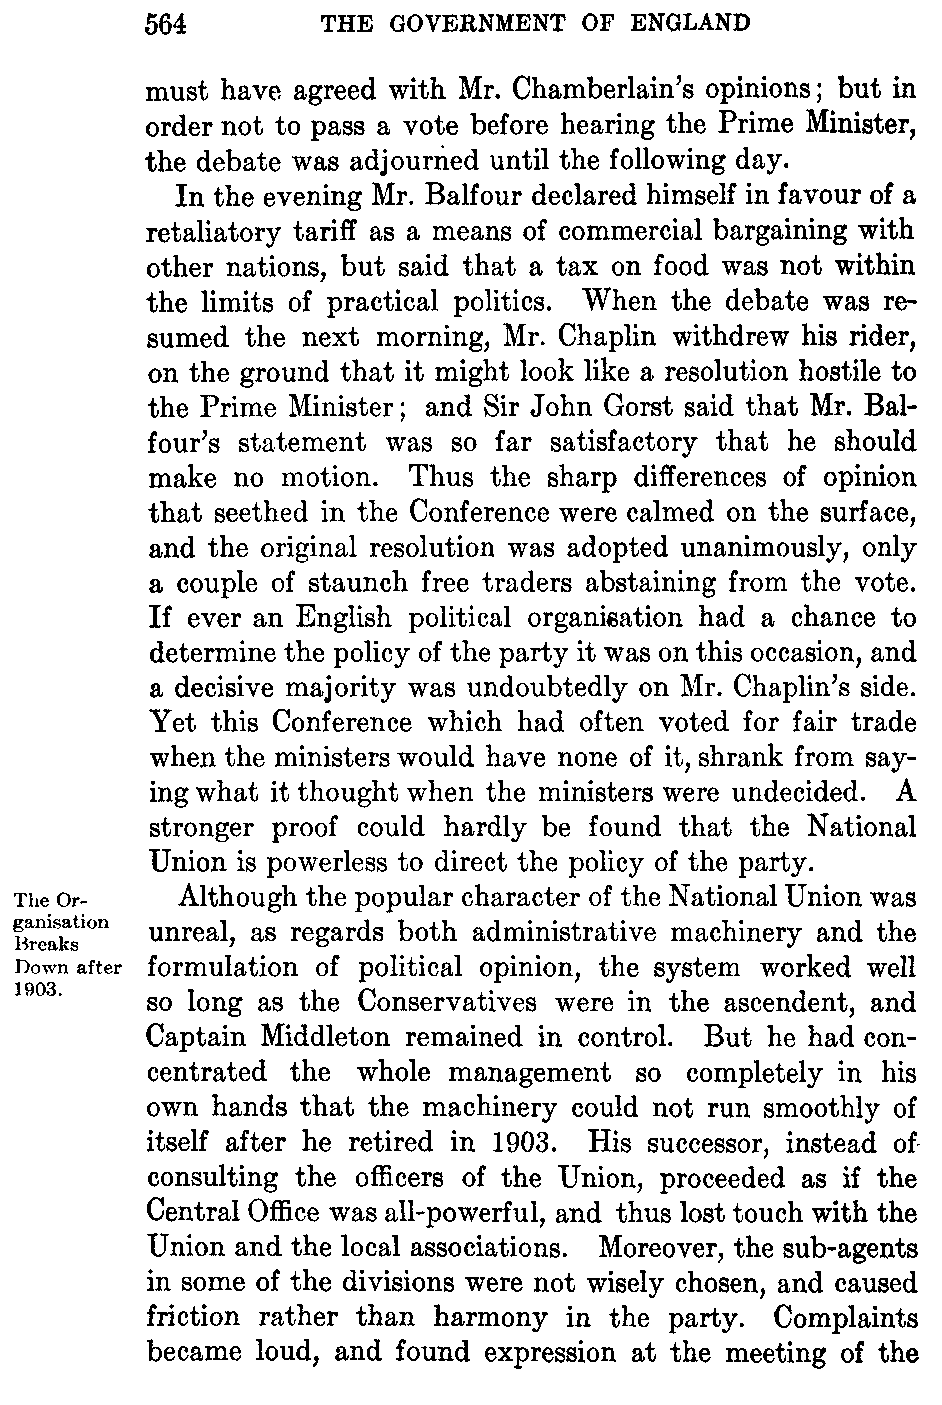 564 THE GOVERNMENT OF ENGLAND
must have agreed with Mr. Chamberlain's opinions; but in
order not to pass a vote before hearing the Prime Minister,
the debate was adjourned until the following day.
In the evening Mr. Balfour declared himself in favour of a
retaliatory tariff as a means of commercial bargaining with
other nations, but said that a tax on food was not within
the limits of practical politics. When the debate was re-
sumed the next morning, Mr. Chaplin withdrew his rider,
on the ground that it might look like a resolution hostile to
the Prime Minister; and Sir John Gorst said that Mr. Bal-
four's statement was so far satisfactory that he should
make no motion. Thus the sharp differences of opinion
that seethed in the Conference were calmed on the surface,
and the original resolution was adopted unanimously, only
a couple of staunch free traders abstaining from the vote.
If ever an English political organisation had a chance to
determine the policy of the party it was on this occasion, and
a decisive majority was undoubtedly on Mr. Chaplin's side.
Yet this Conference which had often voted for fair trade
when the ministers would have none of it, shrank from say-
ing what it thought when the ministers were undecided. A
stronger proof could hardly be found that the National
Union is powerless to direct the policy of the party.
The Or-
ganisation
Breaks
Down after
1903.
Although the popular character of the National Union was
unreal, as regards both administrative machinery and the
formulation of political opinion, the system worked well
so long as the Conservatives were in the ascendent, and
Captain Middleton remained in control. But he had con-
centrated the whole management so completely in his
own hands that the machinery could not run smoothly of
itself after he retired in 1903. His successor, instead of
consulting the officers of the Union, proceeded as if the
Central Office was all-powerful, and thus lost touch with the
Union and the local associations. Moreover, the sub-agents
in some of the divisions were not wisely chosen, and caused
friction rather than harmony in the party. Complaints
became loud, and found expression at the meeting of the